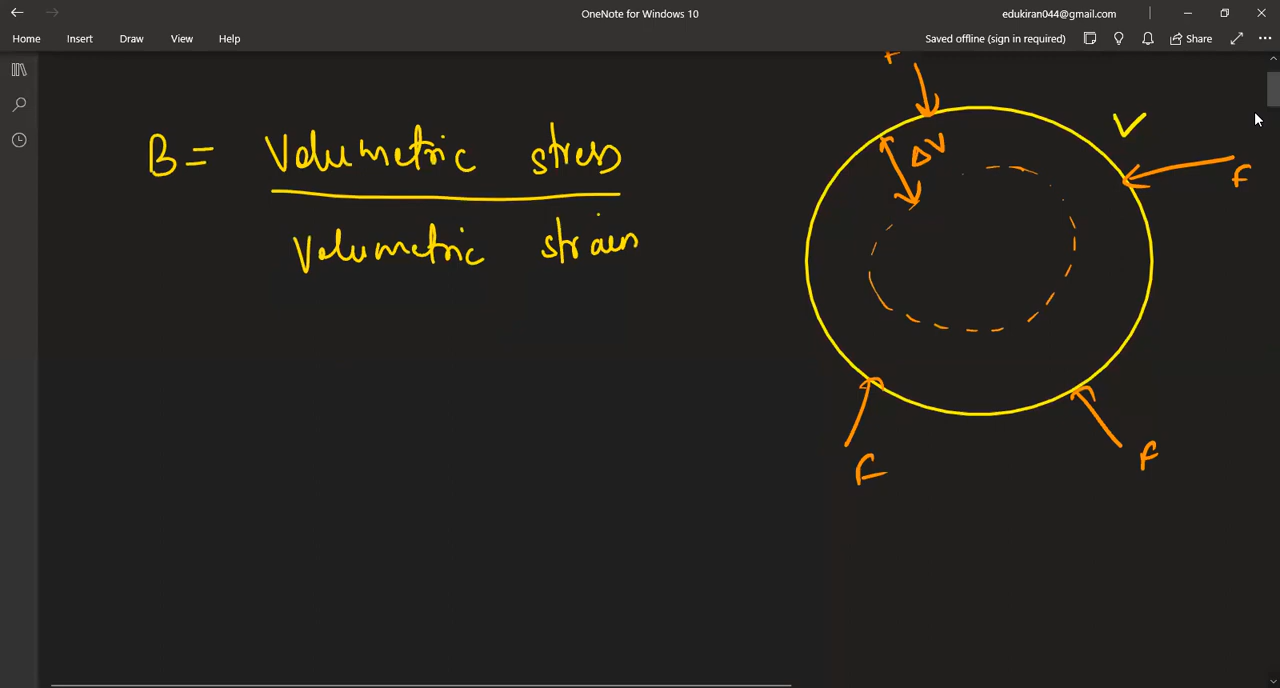 OneNote for Windows 10
edukiran044@gmail.com
Home Insert Draw View Help
Saved offline (sign in required)
Share
F
B = Volumetric stress
Volumetric strain
ΔV
V
F
F
F